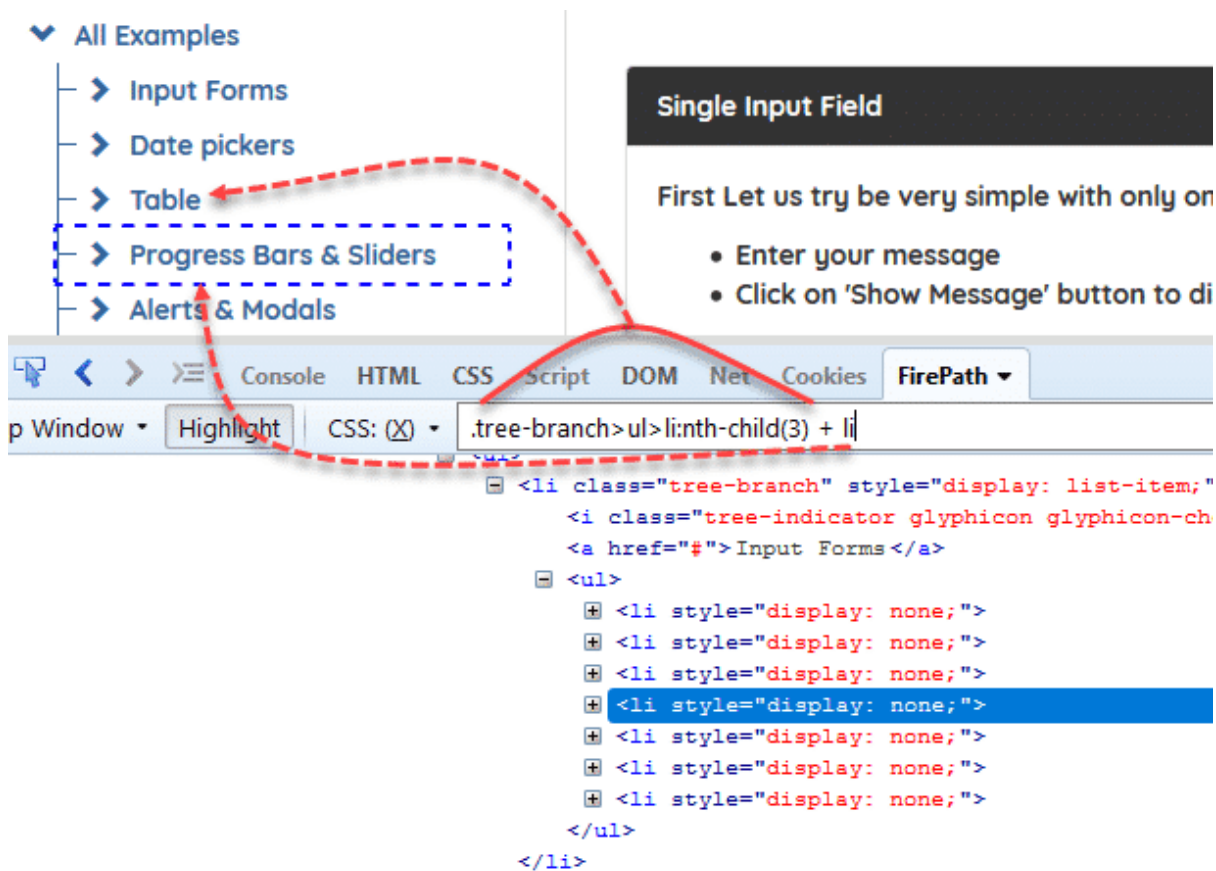 All Examples
Input Forms
Date pickers
Table
Progress Bars & Sliders
Alerts & Modals
Single Input Field
First Let us try be very simple with only
Enter your message
Click on 'Show Message' button to
Console HTML CSS Script DOM Net Cookies FirePath
p Window Highlight CSS: (X) .tree-branch>ul>li:nth-child(3) + li
<ul>
<li class="tree-branch" style="display: list-item;"
<i class="tree-indicator glyphicon
<a href="#">Input Forms</a>
<ul>
<li style="display: none;">
<li style="display: none;">
<li style="display: none;">
<li style="display: none;">
<li style="display: none;">
<li style="display: none;">
<li style="display: none;">
</ul>
</li>